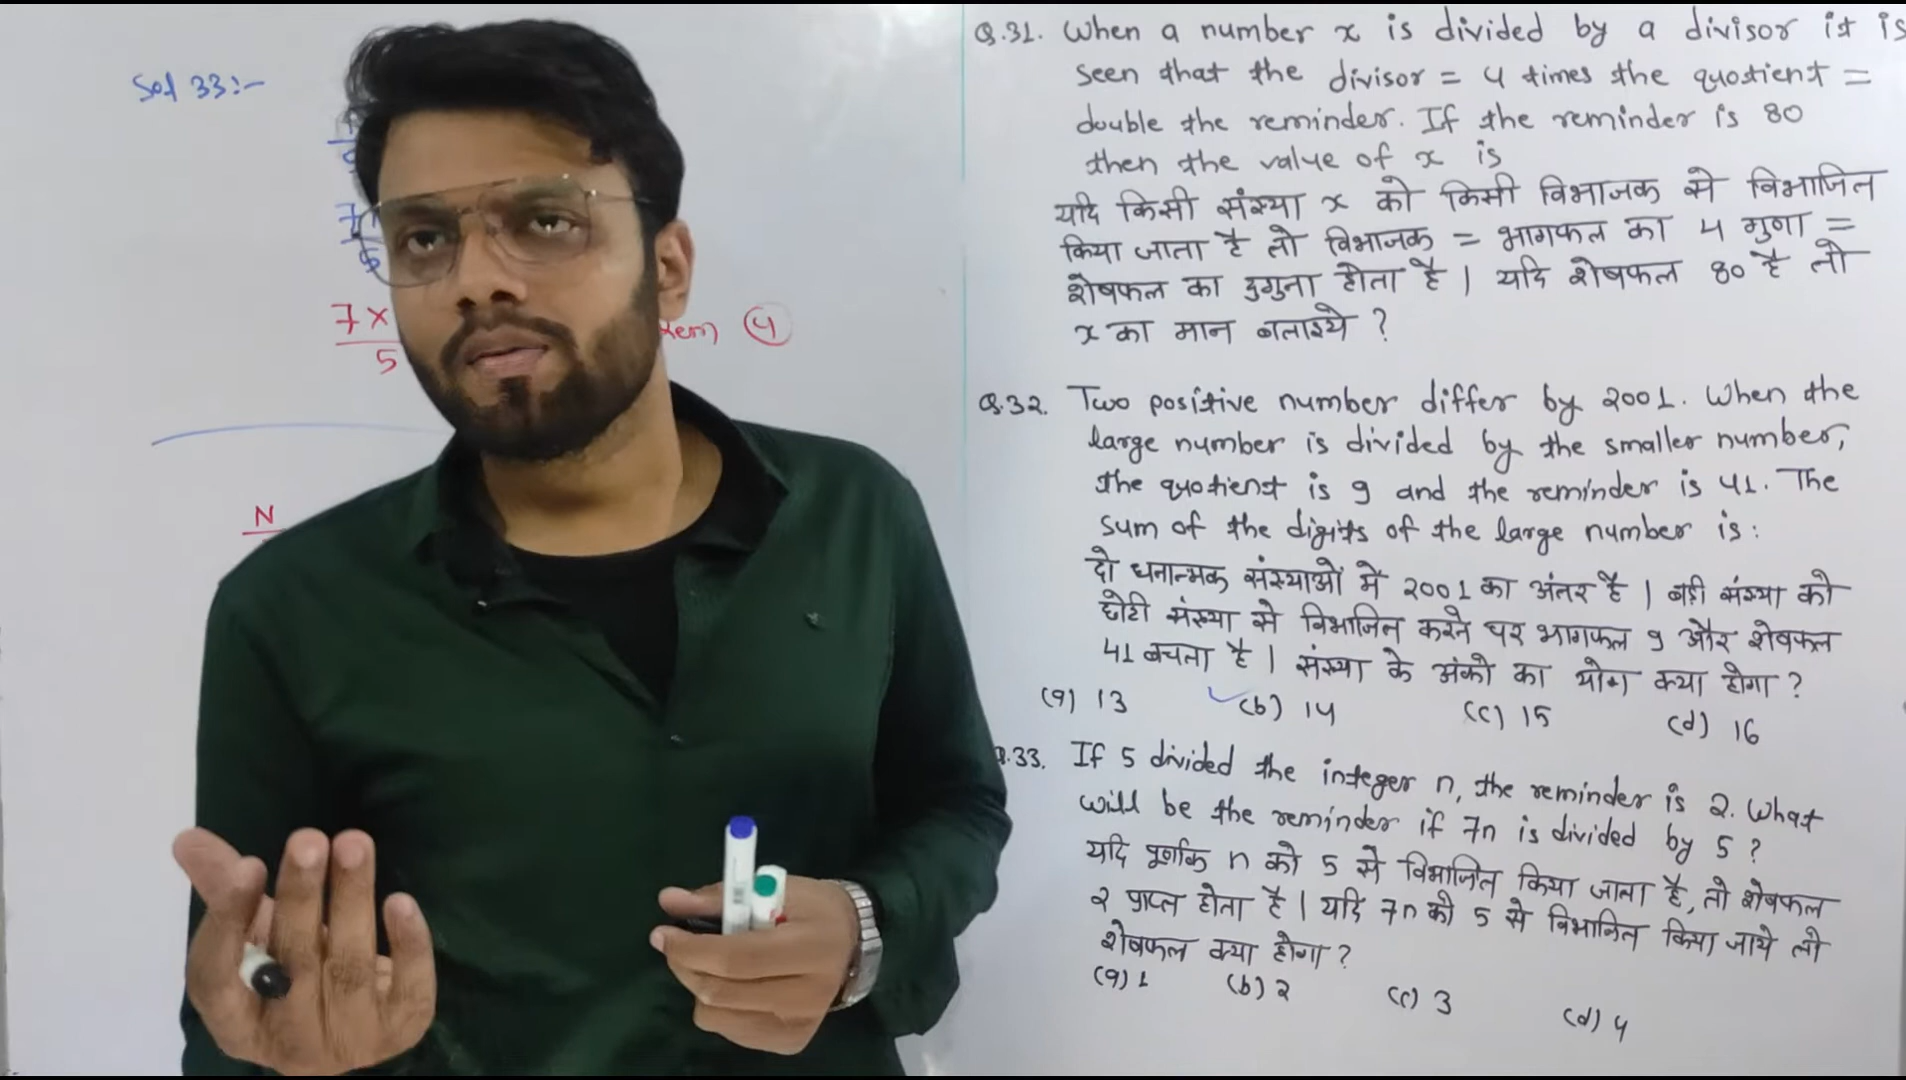 Sol 33:-
7
7
5
7×
5
Rem 4
N
Q.31. When a number x is divided by a divisor it is
seen that the divisor = 4 times the quotient =
double the reminder. If the reminder is 80
then the value of x is
यदि किसी संख्या x को किसी विभाजक से विभाजित
किया जाता है तो विभाजक = भागफल का 4 गुणा =
शेषफल का दुगुना होता है । यदि शेषफल 80 है तो
x का मान बताइये ?
Q.32. Two positive number differ by 2001. When the
large number is divided by the smaller number,
the quotient is 9 and the reminder is 41. The
sum of the digits of the large number is :
दो धनात्मक संख्याओं में 2001 का अंतर है । बड़ी संख्या को
छोटी संख्या से विभाजित करने पर भागफल 9 और शेषफल
41 बचता है । संख्या के अंको का योग क्या होगा ?
(a) 13 (b) 14 (c) 15 (d) 16
Q.33. If 5 divided the integer n, the reminder is 2. What
will be the reminder if 7n is divided by 5 ?
यदि पूर्णांक n को 5 से विभाजित किया जाता है, तो शेषफल
2 प्राप्त होता है । यदि 7n को 5 से विभाजित किया जाये तो
शेषफल क्या होगा ?
(a) 1 (b) 2 (c) 3 (d) 4